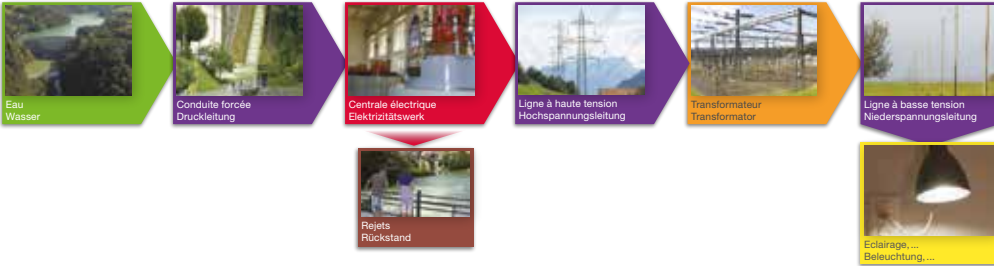 Eau
Wasser
Conduite forcée
Druckleitung
Centrale électrique
Elektrizitätswerk
Ligne à haute tension
Hochspannungsleitung
Transformateur
Transformator
Ligne à basse tension
Niederspannungsleitung
Rejets
Rückstand
Eclairage, ...
Beleuchtung, ...